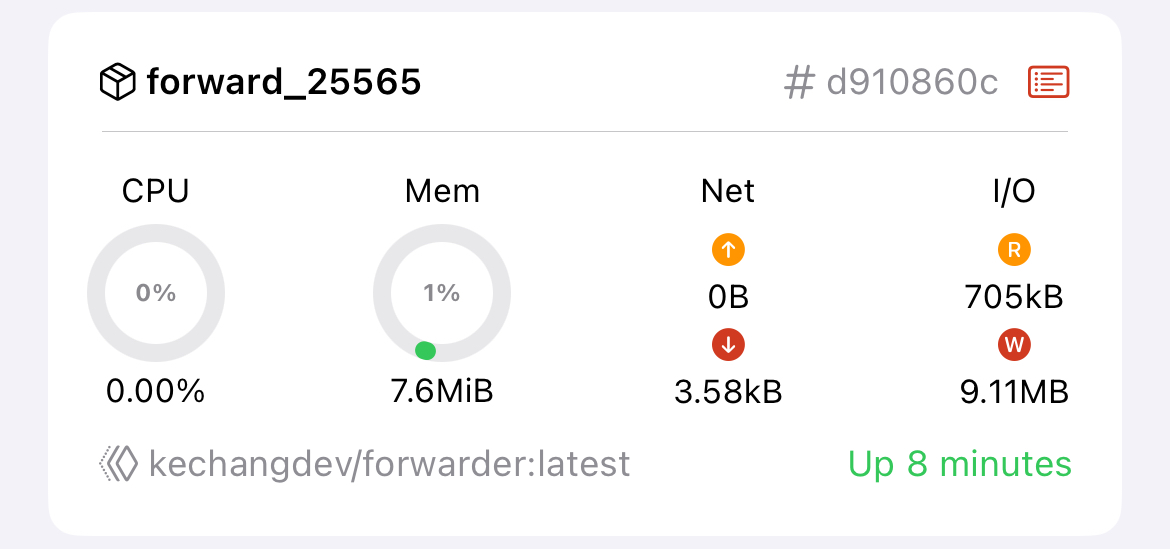 forward_25565
# d910860c
CPU Mem Net I/O
0% 1% ↑ R
0B 705kB
↓ W
0.00% 7.6MiB 3.58kB 9.11MB
kechangdev/forwarder:latest
Up 8 minutes